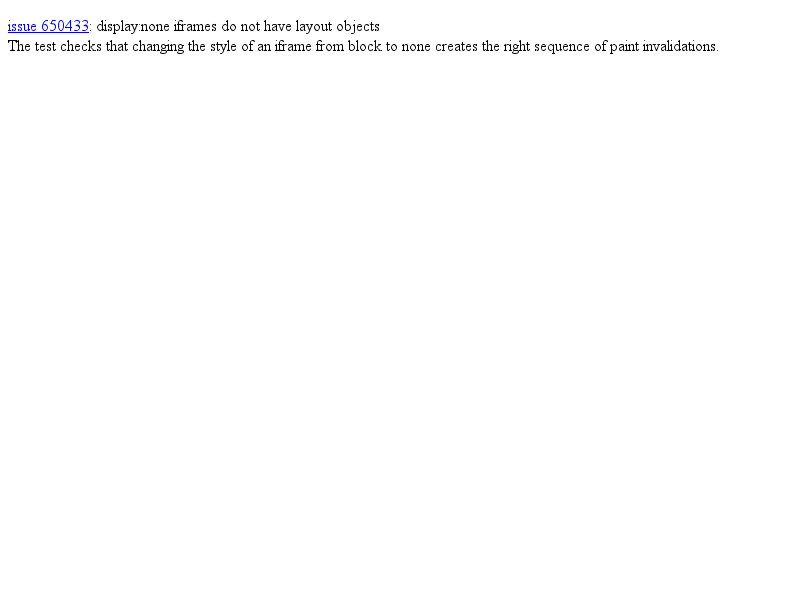 issue 650433: display:none iframes do not have layout objects
The test checks that changing the style of an iframe from block to none creates the right sequence of paint invalidations.